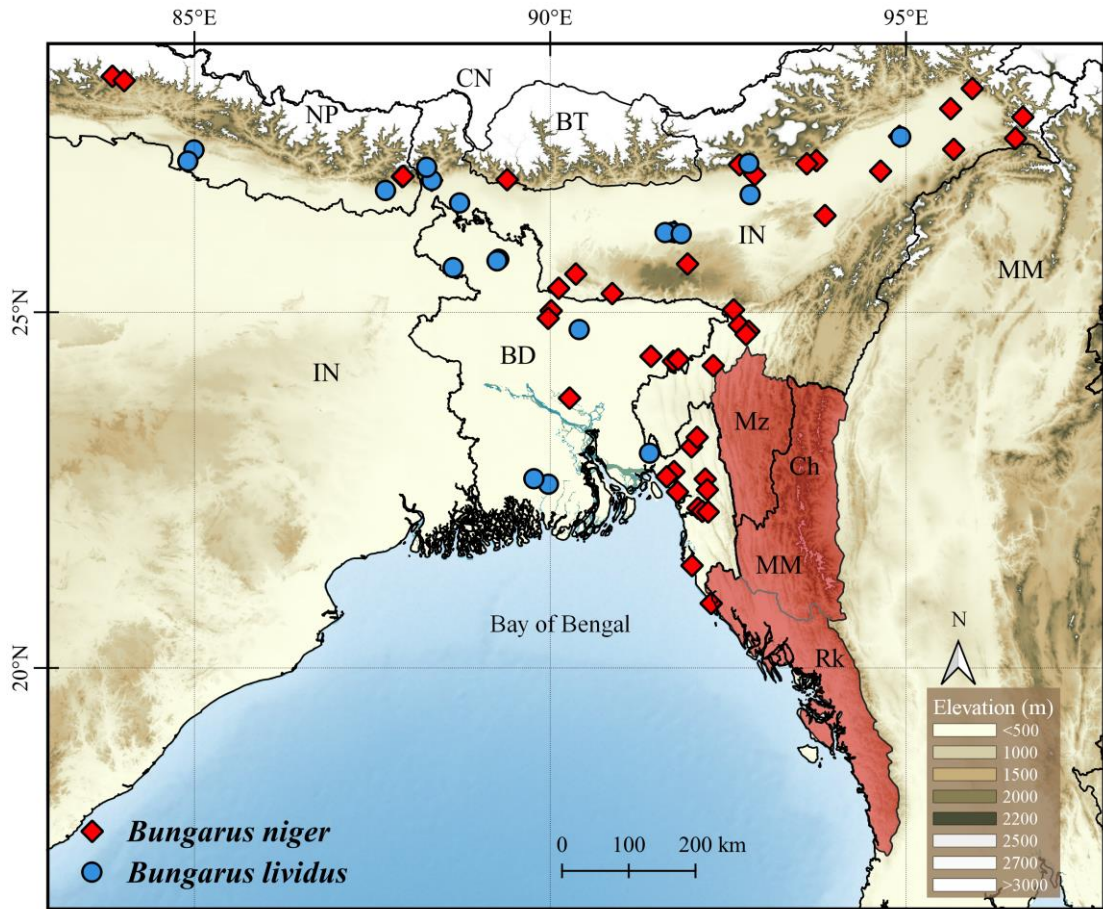 85°E 90°E 95°E
CN
NP
BT
IN
MM
25°N
BD
IN
Mz
Ch
MM
Bay of Bengal
N
20°N
Rk
Elevation (m)
<500
1000
1500
2000
2200
2500
2700
>3000
Bungarus niger
Bungarus lividus
0 100 200 km